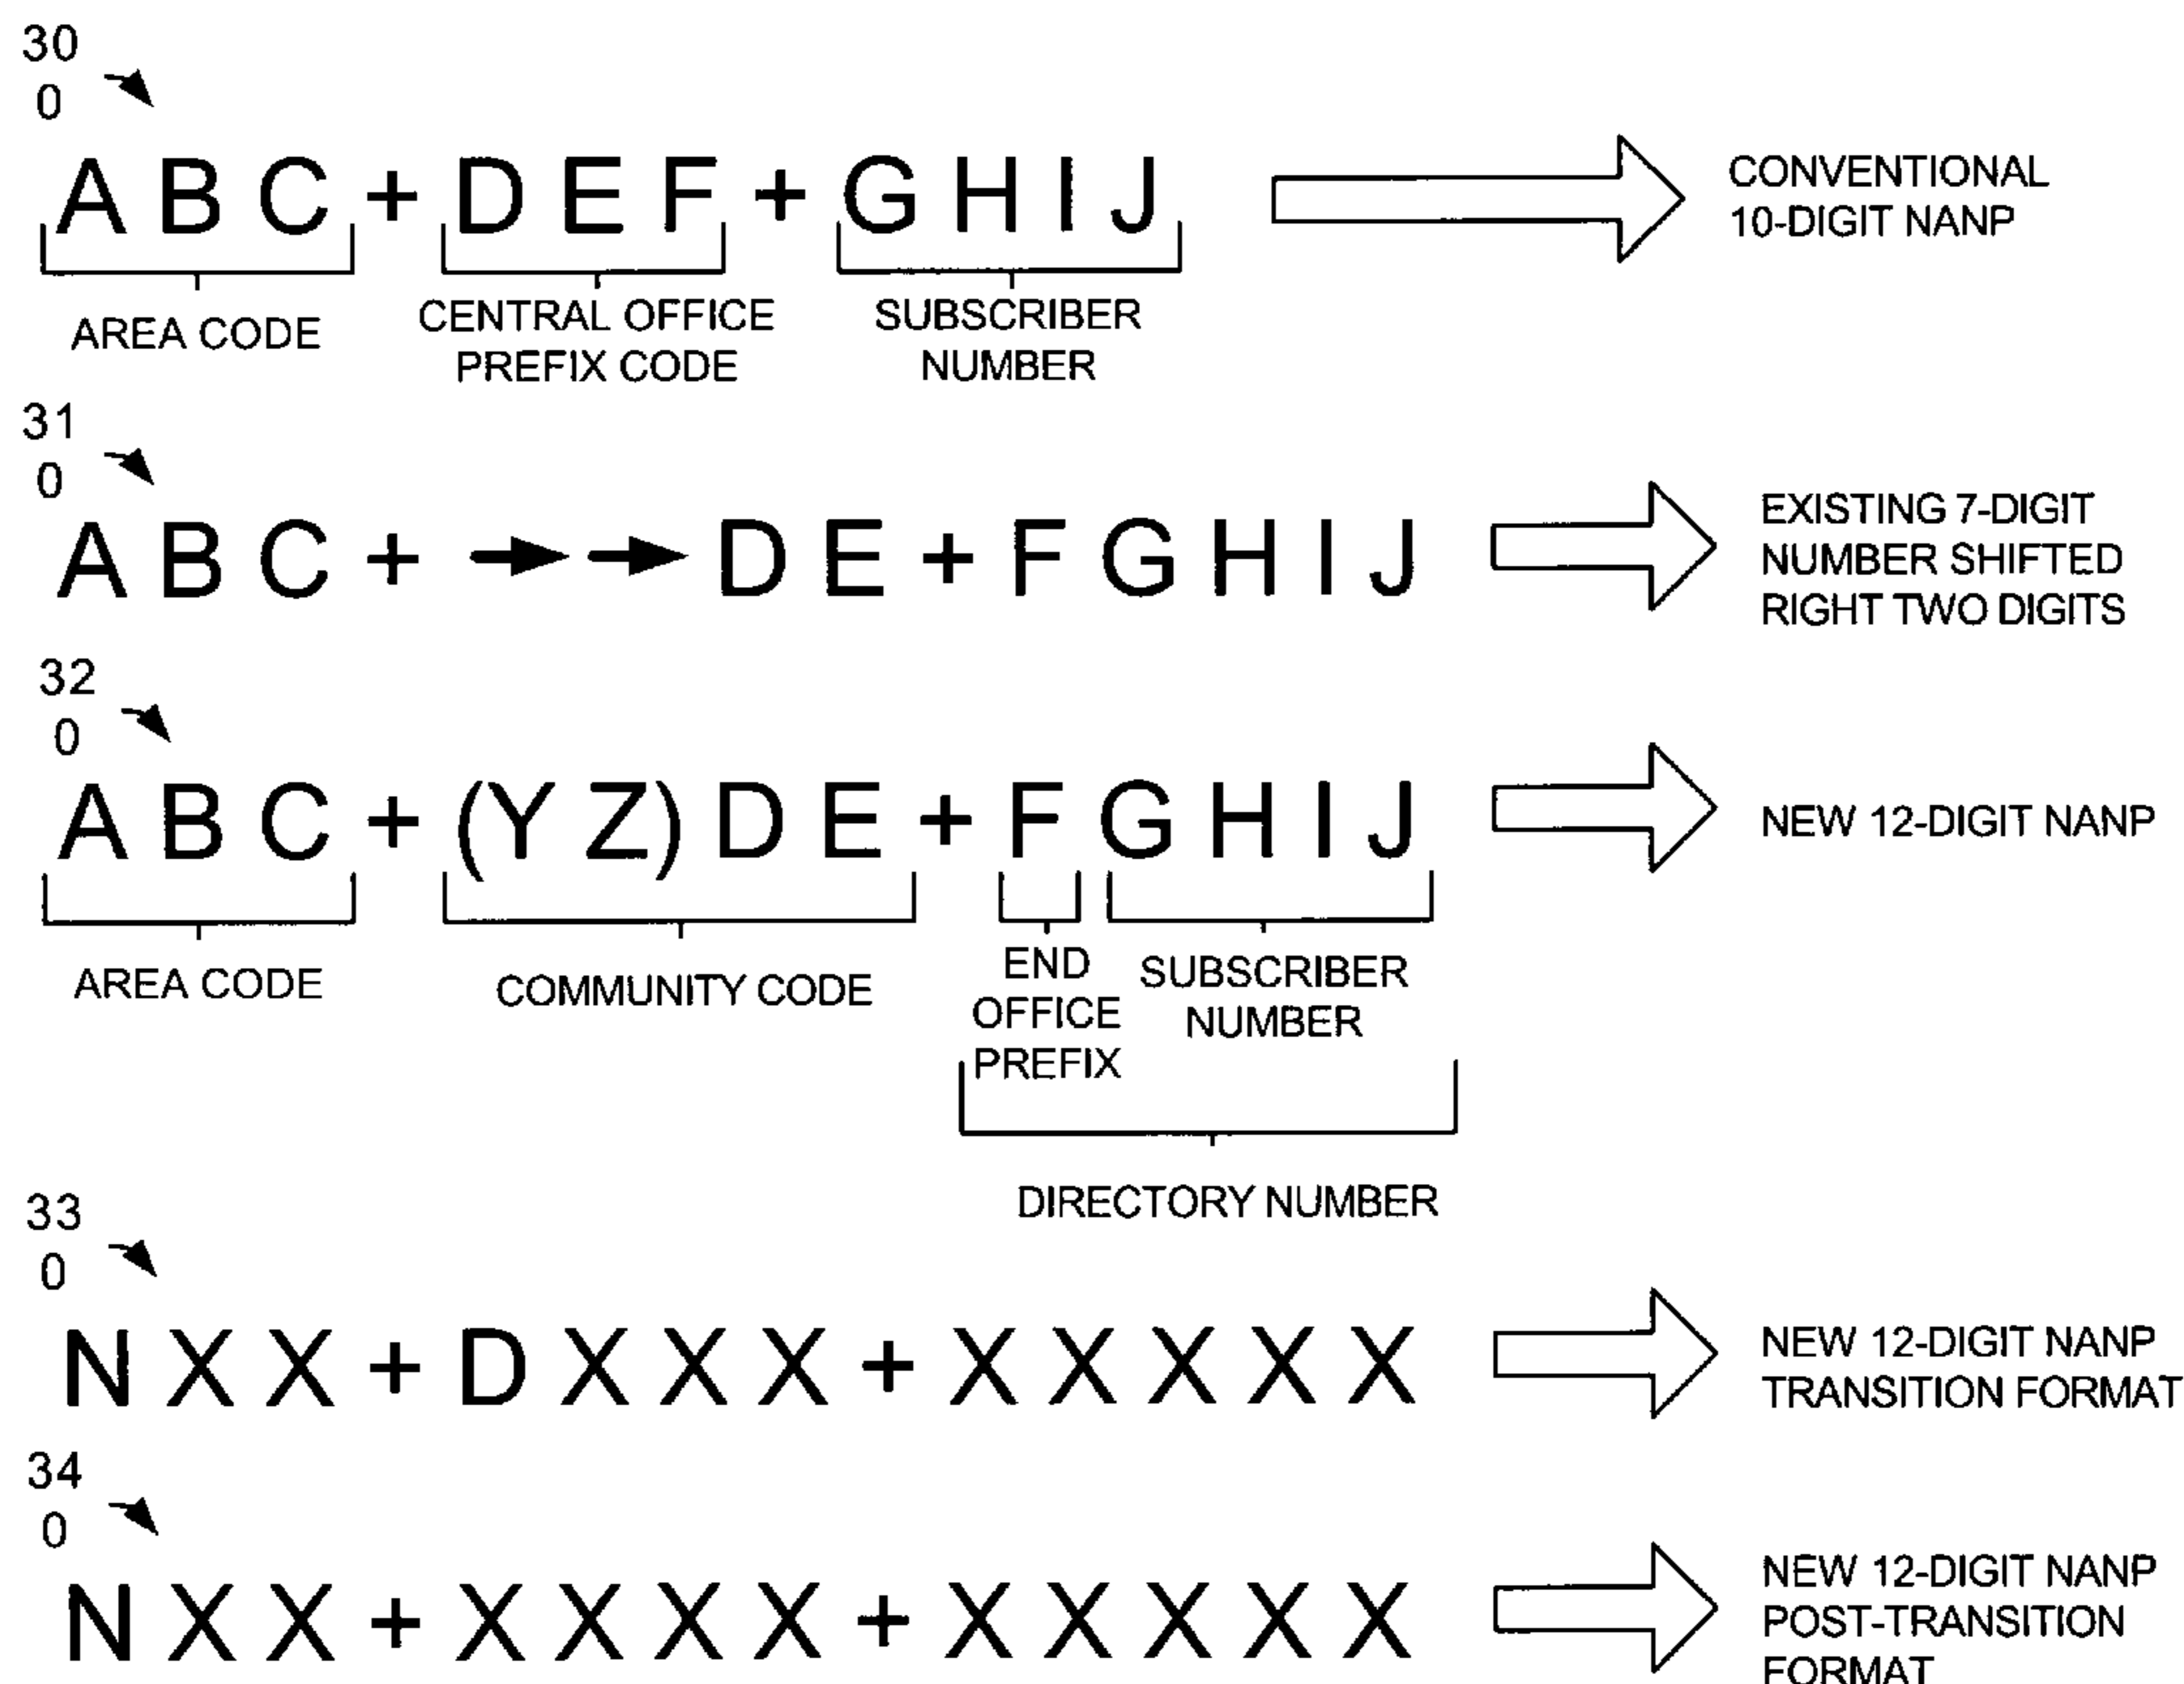 30
0
A B C + D E F + G H I J
CONVENTIONAL
10-DIGIT NANP
AREA CODE
CENTRAL OFFICE
PREFIX CODE
SUBSCRIBER
NUMBER
31
0
A B C + D E + F G H I J
EXISTING 7-DIGIT
NUMBER SHIFTED
RIGHT TWO DIGITS
32
0
A B C + (Y Z) D E + F G H I J
NEW 12-DIGIT NANP
AREA CODE
COMMUNITY CODE
END
OFFICE
PREFIX
SUBSCRIBER
NUMBER
DIRECTORY NUMBER
33
0
N X X + D X X X + X X X X X
NEW 12-DIGIT NANP
TRANSITION FORMAT
34
0
N X X + X X X X + X X X X X
NEW 12-DIGIT NANP
POST-TRANSITION
FORMAT